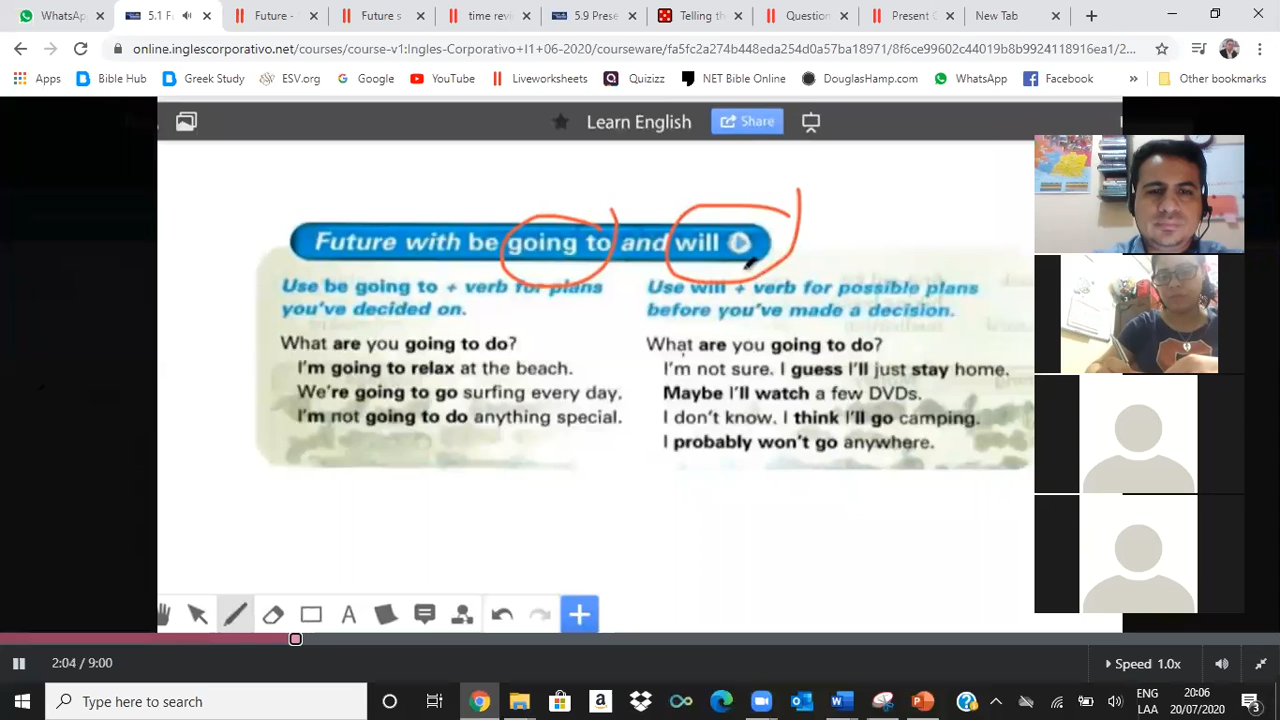 WhatsA
5.1 F
Future -
Future s
time revi
5.9 Prese
Telling th
Question
Present C
New Tab
online.inglescorporativo.net/courses/course-v1:Ingles-Corporativo+I1+06-2020/courseware/fa5fc2a274b448eda254d0a57ba18971/8f6ce99602c44019b8b9924118916ea1/2...
Apps
Bible Hub
Greek Study
ESV.org
Google
YouTube
Liveworksheets
Quizizz
NET Bible Online
DouglasHamp.com
WhatsApp
Facebook
»
Other bookmarks
Learn English
Share
Future with be going to and will
Use be going to + verb for plans
you've decided on.
What are you going to do?
I'm going to relax at the beach.
We're going to go surfing every day.
I'm not going to do anything special.
Use will + verb for possible plans
before you've made a decision.
What are you going to do?
I'm not sure. I guess I'll just stay home.
Maybe I'll watch a few DVDs.
I don't know. I think I'll go camping.
I probably won't go anywhere.
A
2:04 / 9:00
Speed 1.0x
Type here to search
ENG
LAA
20:06
20/07/2020
3